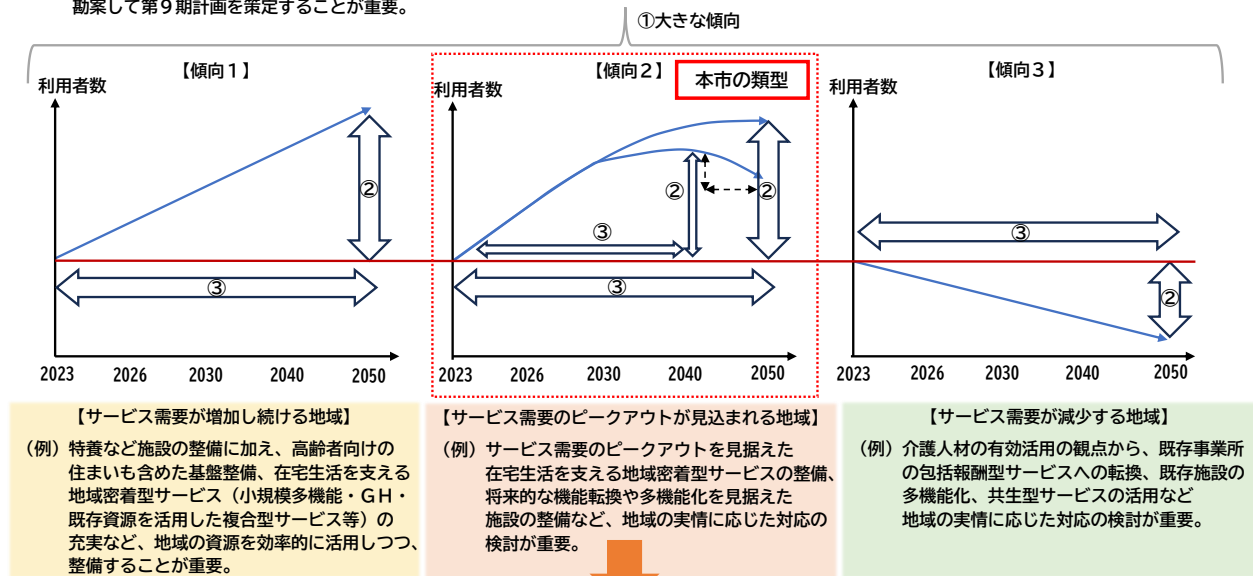 勘案して第９期計画を策定することが重要。
①大きな傾向
【傾向１】
利用者数
②
③
2023 2026 2030 2040 2050
【傾向２】
本市の類型
利用者数
②
②
③
③
2023 2026 2030 2040 2050
【傾向３】
利用者数
③
②
2023 2026 2030 2040 2050
【サービス需要が増加し続ける地域】
（例）特養など施設の整備に加え、高齢者向けの
住まいも含めた基盤整備、在宅生活を支える
地域密着型サービス（小規模多機能・ＧＨ・
既存資源を活用した複合型サービス等）の
充実など、地域の資源を効率的に活用しつつ、
整備することが重要。
【サービス需要のピークアウトが見込まれる地域】
（例）サービス需要のピークアウトを見据えた
在宅生活を支える地域密着型サービスの整備、
将来的な機能転換や多機能化を見据えた
施設の整備など、地域の実情に応じた対応の
検討が重要。
【サービス需要が減少する地域】
（例）介護人材の有効活用の観点から、既存事業所
の包括報酬型サービスへの転換、既存施設の
多機能化、共生型サービスの活用など
地域の実情に応じた対応の検討が重要。